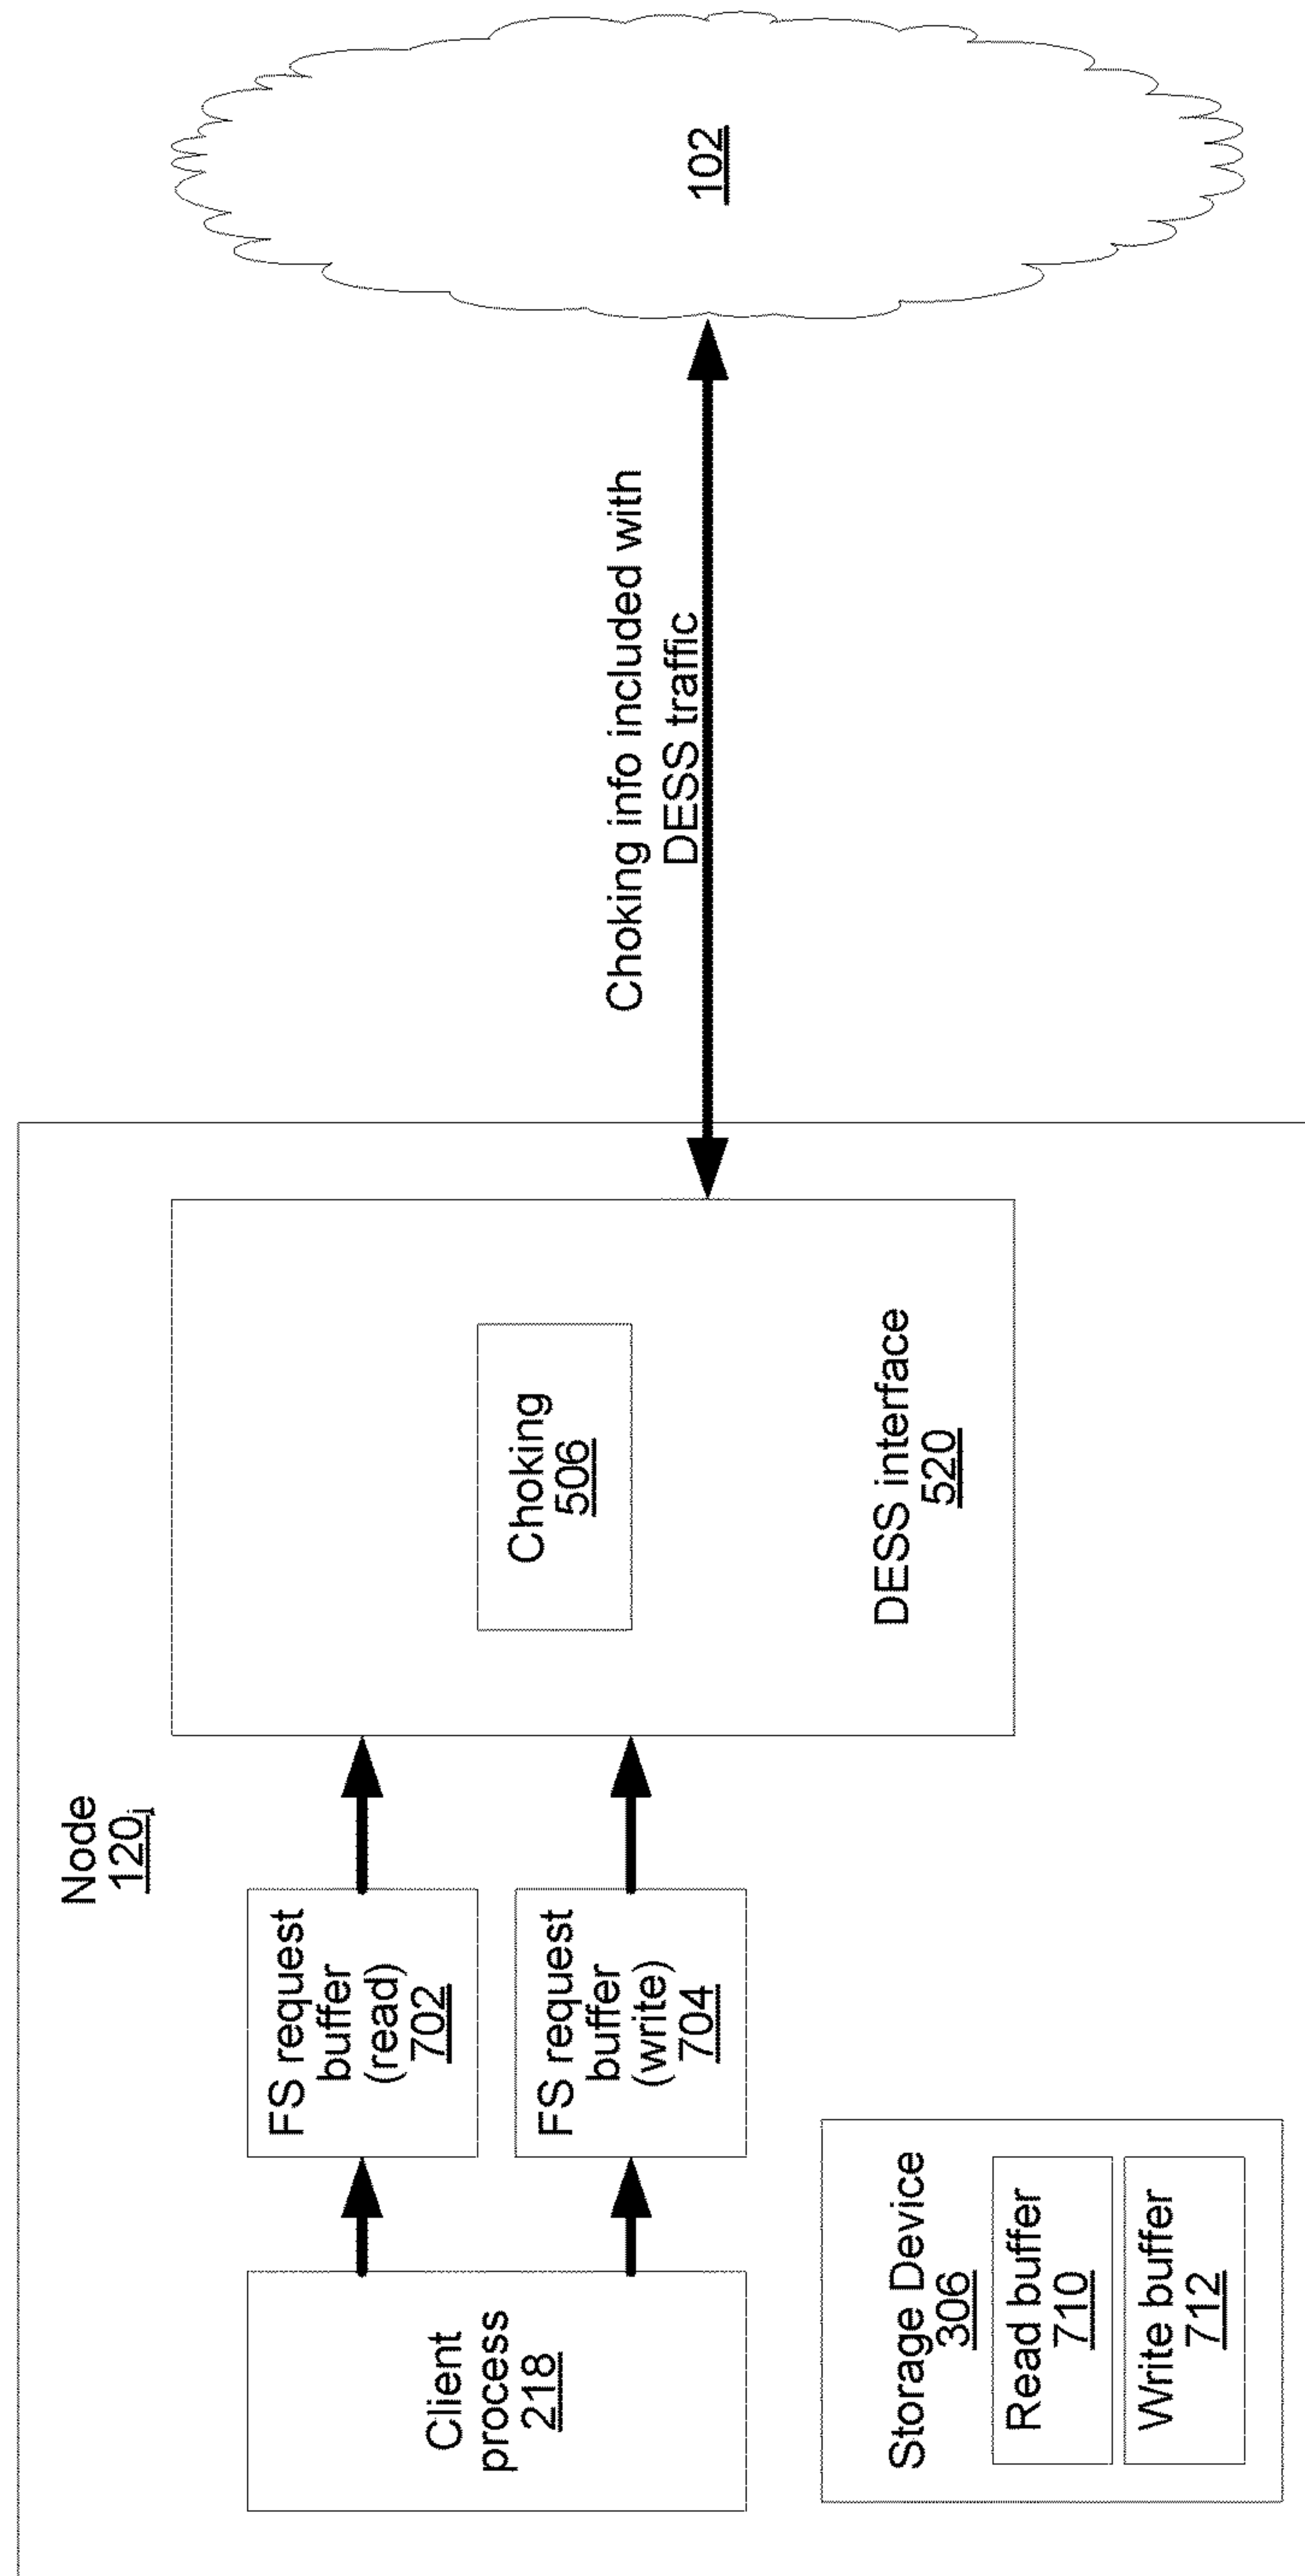 Node
120j
Client
process
218
FS request
buffer
(read)
702
FS request
buffer
(write)
704
Choking
506
DESS interface
520
Storage Device
306
Read buffer
710
Write buffer
712
Choking info included with
DESS traffic
102